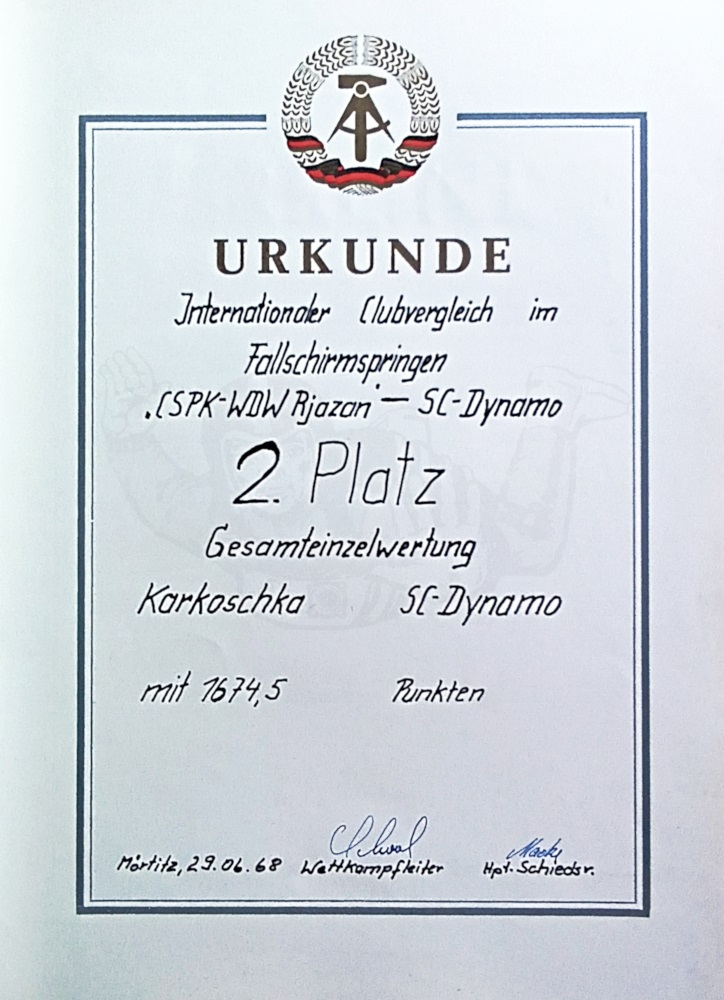 URKUNDE
Internationaler Clubvergleich im
Fallschirmspringen
"CSPK-WDW Rjazan" — SC-Dynamo
2. Platz
Gesamteinzelwertung
Karkoschka SC-Dynamo
mit 1674,5 Punkten
Mörtitz, 29.06.68 Wettkampfleiter Hpt.-Schiedsr.